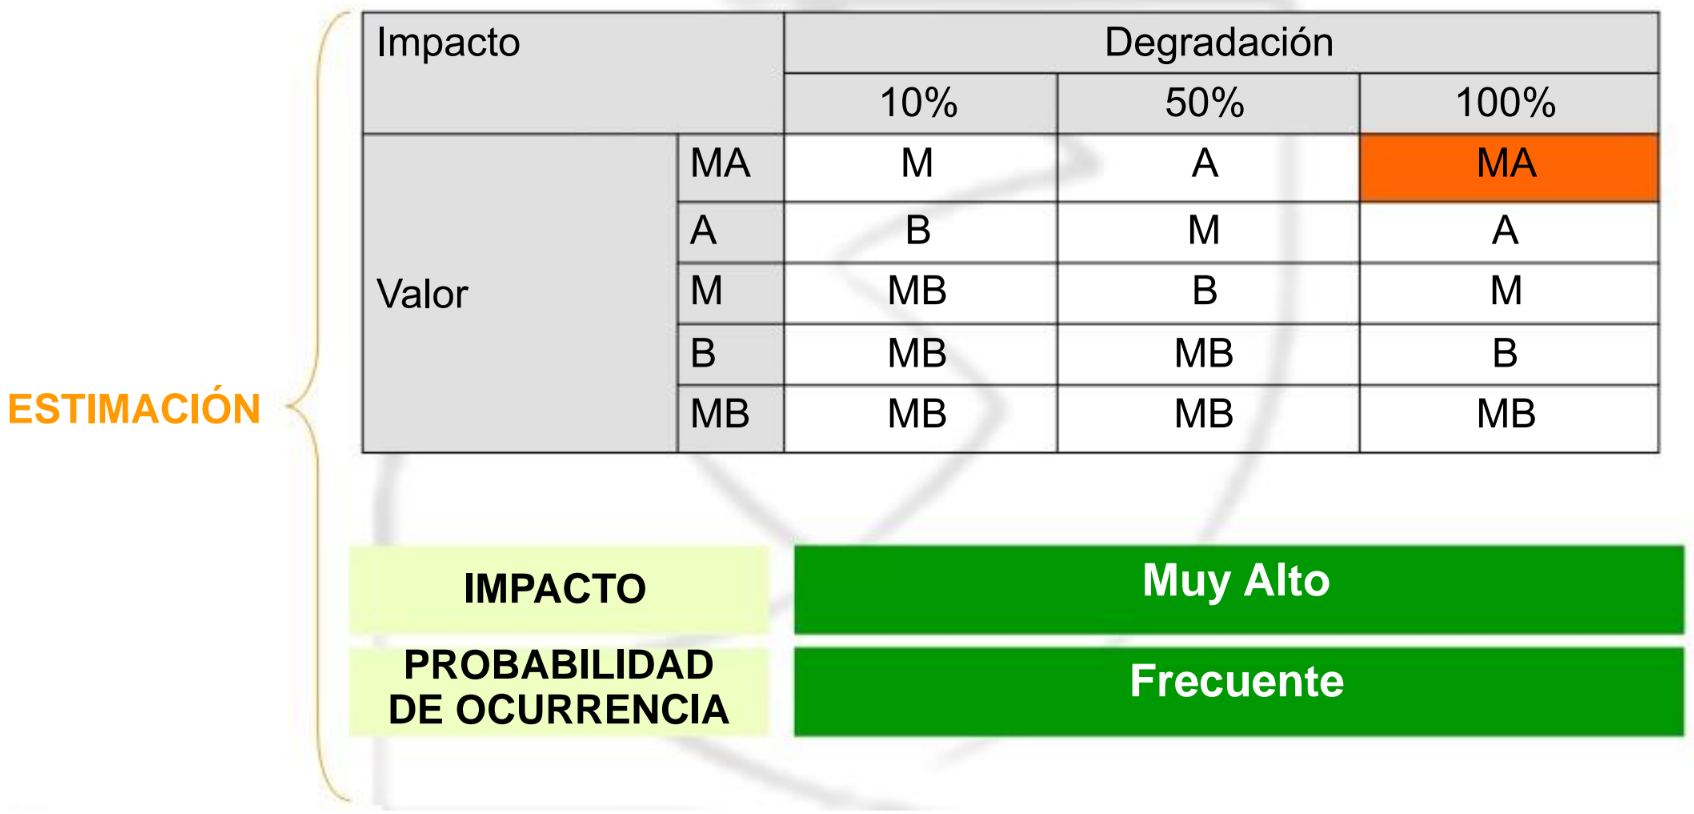 Impacto
Degradación
10% 50% 100%
MA M A MA
A B M A
Valor M MB B M
B MB MB B
ESTIMACIÓN
MB MB MB MB
IMPACTO Muy Alto
PROBABILIDAD
DE OCURRENCIA
Frecuente